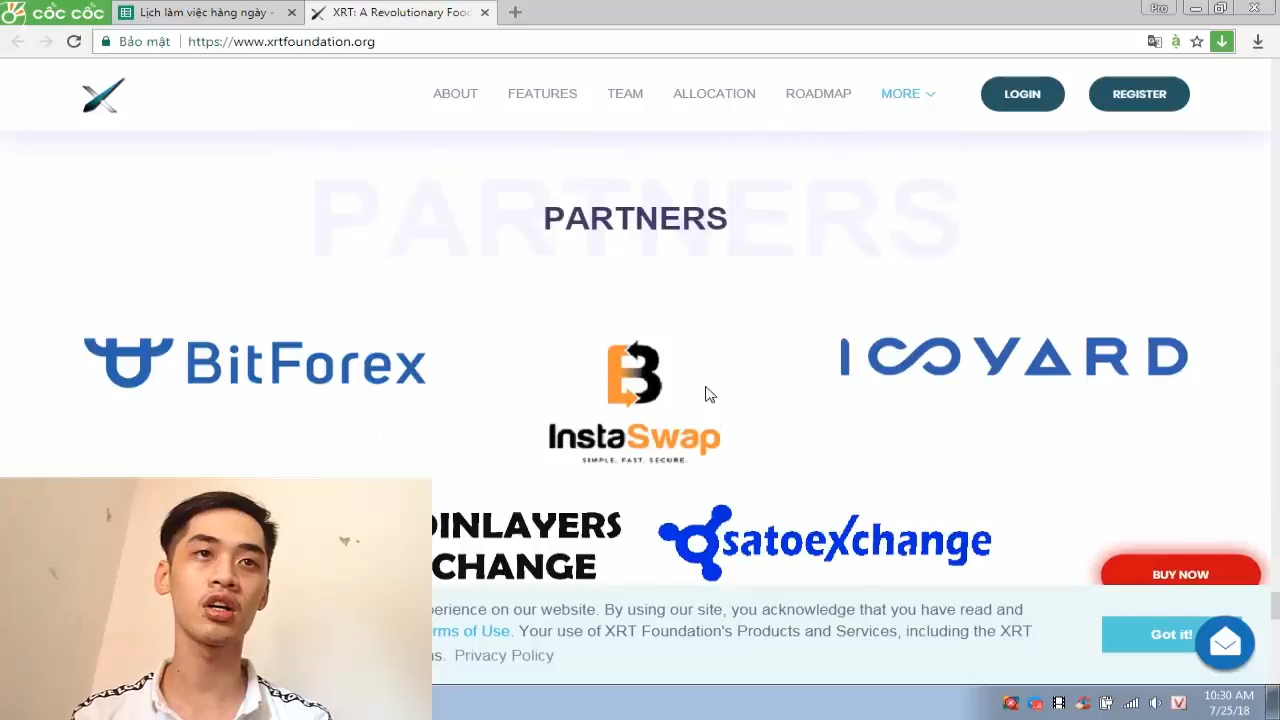 cốc cốc
Lịch làm việc hàng ngày -
XRT: A Revolutionary Food
Pro
Bảo mật
https://www.xrtfoundation.org
ABOUT
FEATURES
TEAM
ALLOCATION
ROADMAP
MORE
LOGIN
REGISTER
PARTNERS
PARTNERS
BitForex
InstaSwap
SIMPLE. FAST. SECURE.
ICOYARD
OINLAYERS
CHANGE
satoexchange
BUY NOW
perience on our website. By using our site, you acknowledge that you have read and
rms of Use. Your use of XRT Foundation's Products and Services, including the XRT
s. Privacy Policy
Got it!
10:30 AM
7/25/18